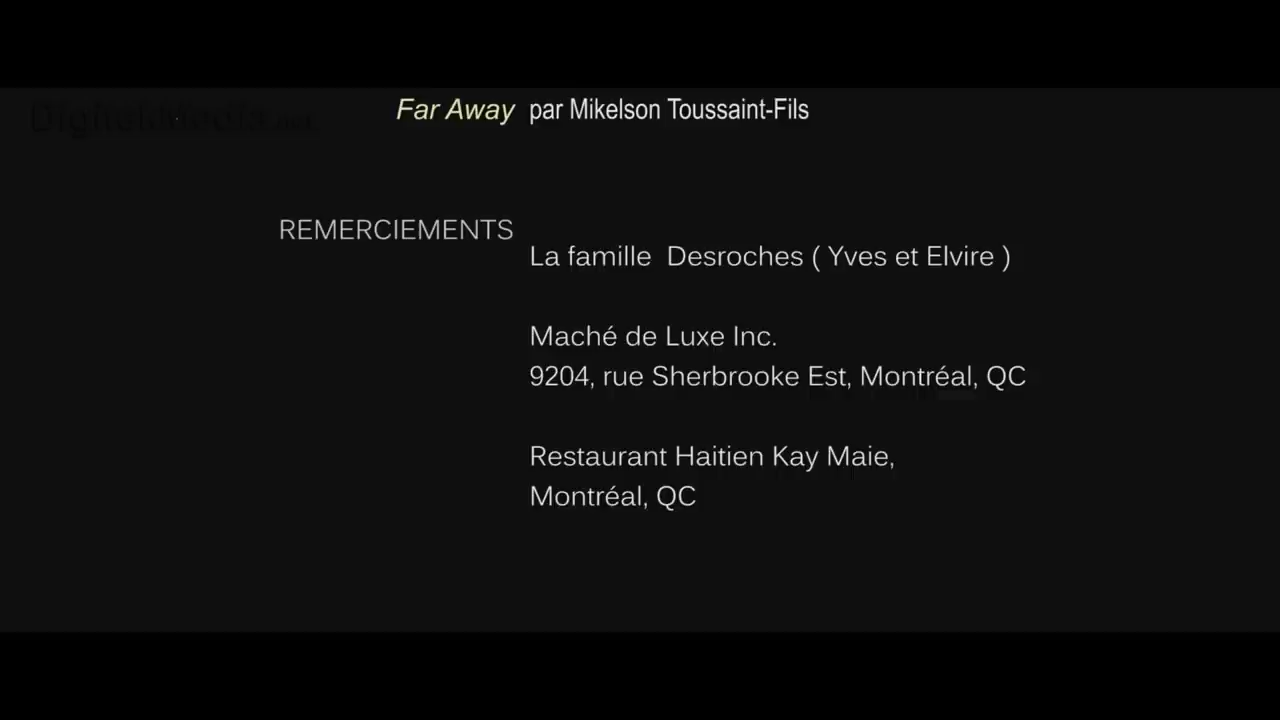 Far Away par Mikelson Toussaint-Fils
REMERCIEMENTS
La famille Desroches ( Yves et Elvire )
Maché de Luxe Inc.
9204, rue Sherbrooke Est, Montréal, QC
Restaurant Haitien Kay Maie,
Montréal, QC